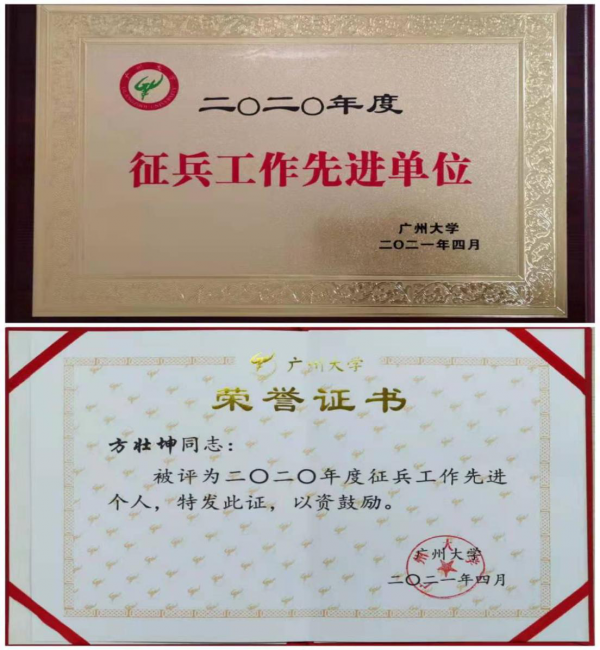 二〇二〇年度
征兵工作先进单位
广州大学
二〇二一年四月
广州大学
荣誉证书
方壮坤同志：
被评为二〇二〇年度征兵工作先进
个人，特发此证，以资鼓励。
广州大学
二〇二一年四月